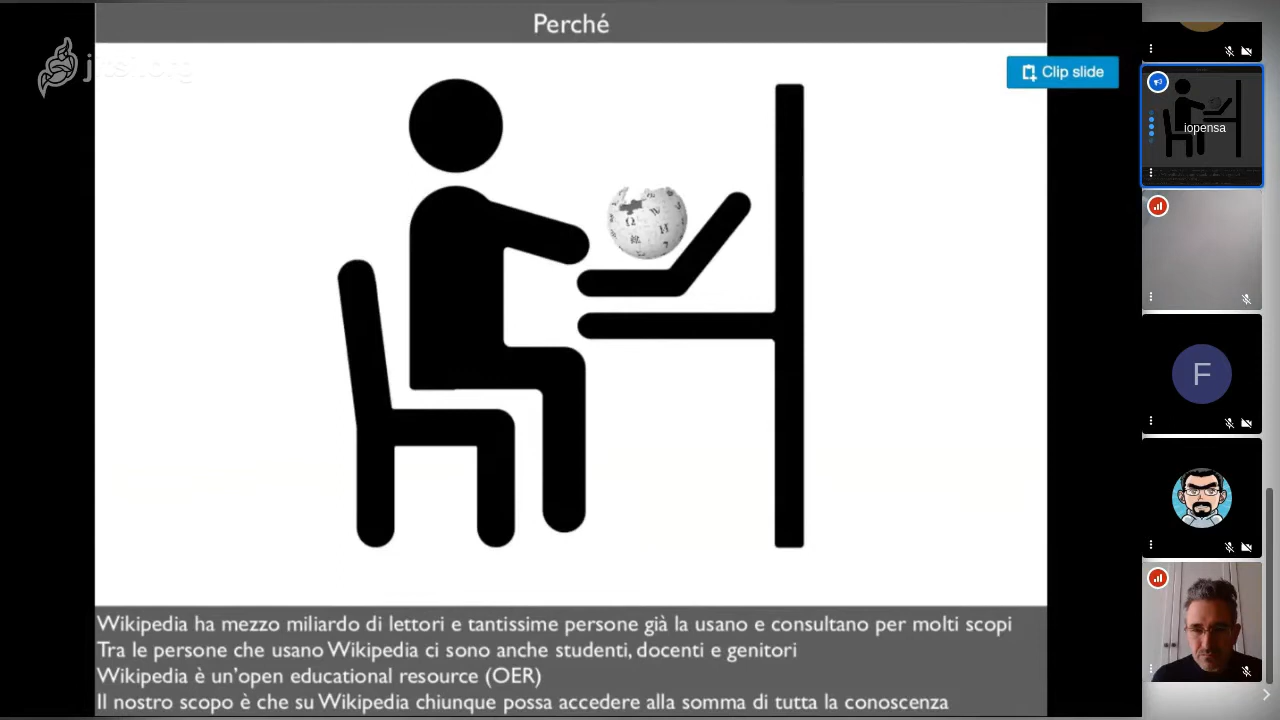 Perché
jitsi.org
Clip slide
iopensa
F
Wikipedia ha mezzo miliardo di lettori e tantissime persone già la usano e consultano per molti scopi
Tra le persone che usano Wikipedia ci sono anche studenti, docenti e genitori
Wikipedia è un'open educational resource (OER)
Il nostro scopo è che su Wikipedia chiunque possa accedere alla somma di tutta la conoscenza